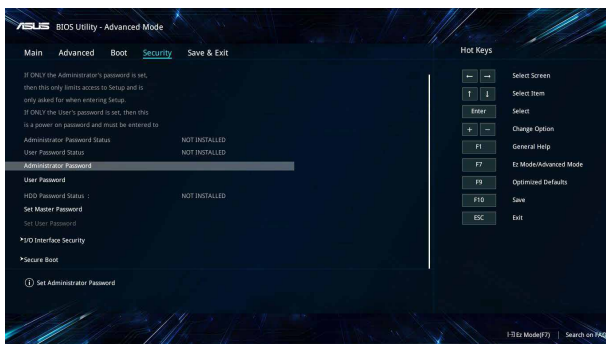 ASUS BIOS Utility - Advanced Mode
Main Advanced Boot Security Save & Exit
If ONLY the Administrator's password is set,
then this only limits access to Setup and is
only asked for when entering Setup.
If ONLY the User's password is set, then this
is a power on password and must be entered to
Administrator Password Status NOT INSTALLED
User Password Status NOT INSTALLED
Administrator Password
User Password
HDD Password Status : NOT INSTALLED
Set Master Password
Set User Password
I/O Interface Security
Secure Boot
Set Administrator Password
Hot Keys
← → Select Screen
↑ ↓ Select Item
Enter Select
+ − Change Option
F1 General Help
F7 Ez Mode/Advanced Mode
F9 Optimized Defaults
F10 Save
ESC Exit
Ez Mode(F7) | Search on FAQ